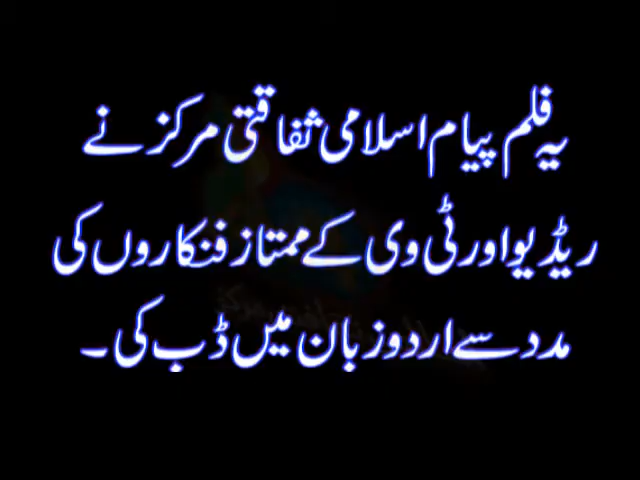 یہ فلم پیام اسلامی ثقافتی مرکز نے
ریڈیو اور ٹی وی کے ممتاز فنکاروں کی
مدد سے اردو زبان میں ڈب کی ۔